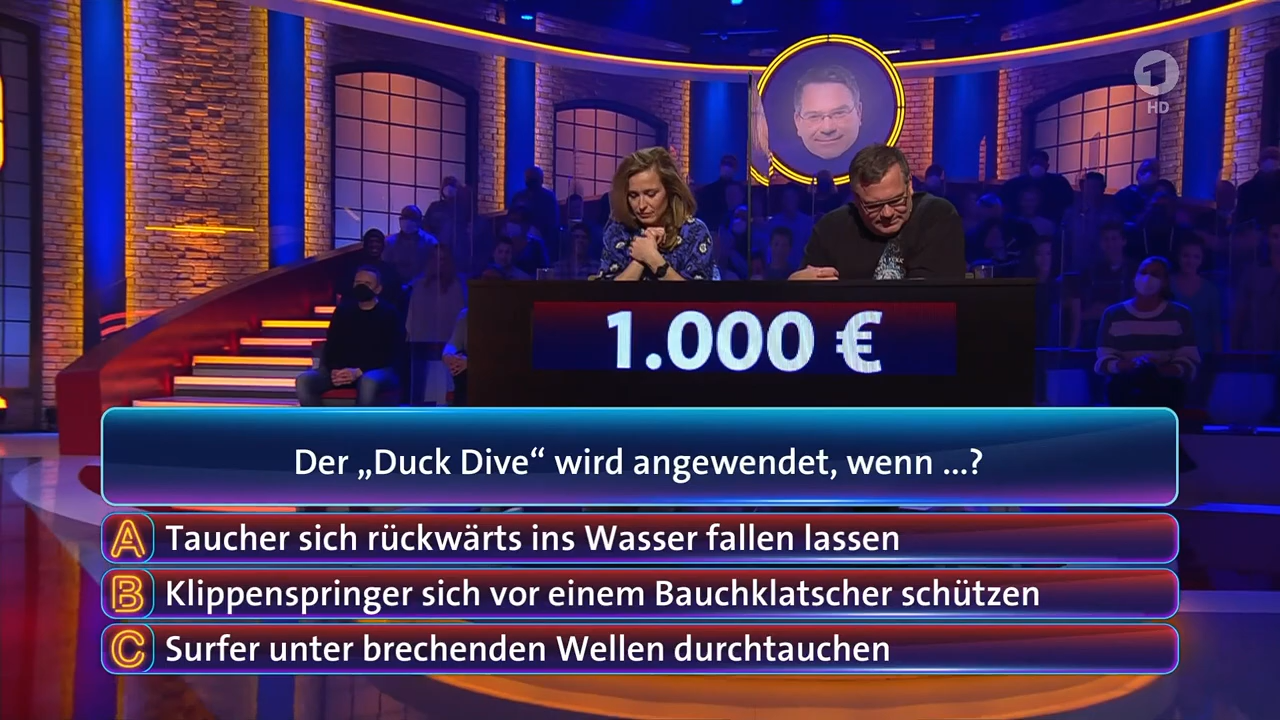 1
HD
1.000 €
Der „Duck Dive“ wird angewendet, wenn ...?
A Taucher sich rückwärts ins Wasser fallen lassen
B Klippenspringer sich vor einem Bauchklatscher schützen
C Surfer unter brechenden Wellen durchtauchen